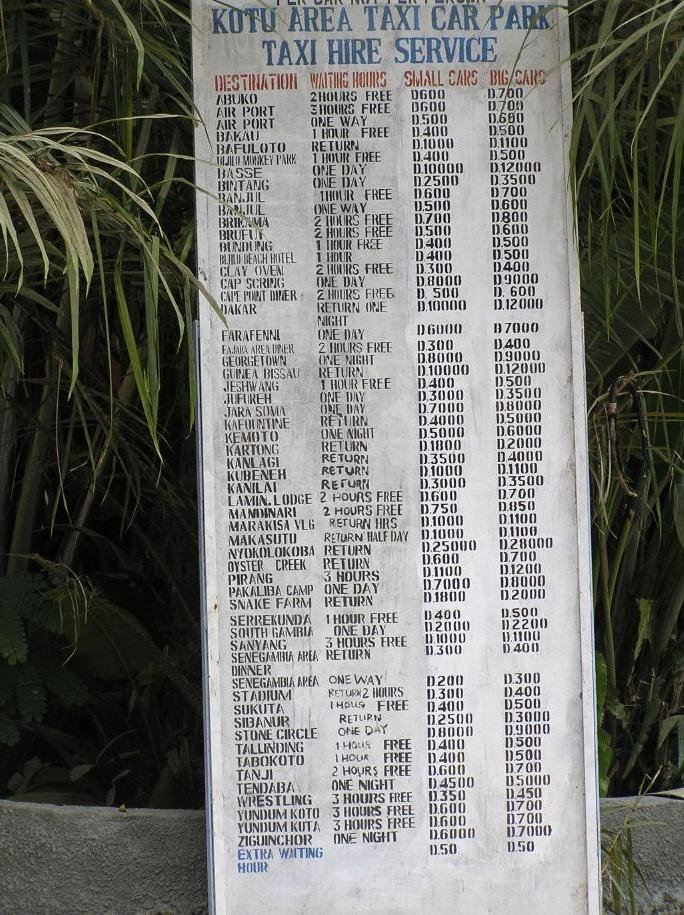 PER CAR NOT PER PERSON
KOTU AREA TAXI CAR PARK
TAXI HIRE SERVICE
DESTINATION WAITING HOURS SMALL CARS BIG CARS
ABUKO 2HOURS FREE D600 D.700
AIR PORT 3HOURS FREE D600 D.700
AIR PORT ONE WAY D.500 D.600
BAKAU 1 HOUR FREE D.400 D.500
BAFULOTO RETURN D.1000 D.1100
BIJILO MONKEY PARK 1 HOUR FREE D.400 D.500
BASSE ONE DAY D.10000 D.12000
BINTANG ONE DAY D.2500 D.3500
BANJUL 1HOUR FREE D.600 D.700
BANJUL ONE WAY D.500 D.600
BRIKAMA 2 HOURS FREE D.700 D.800
BRUFUT 2 HOURS FREE D.500 D.600
BUNDUNG 1 HOUR FREE D.400 D.500
BIJILO BEACH HOTEL 1 HOUR D.400 D.500
CLAY OVEN 2 HOURS FREE D.300 D.400
CAP SCRING ONE DAY D.8000 D.9000
CAPE POINT DINER 2 HOURS FREE D. 500 D. 600
DAKAR RETURN ONE D.10000 D.12000
NIGHT
FARAFENNI ONE DAY D6000 D7000
FAJARA AREA DINER 2 HOURS FREE D.300 D.400
GEORGETOWN ONE NIGHT D.8000 D.9000
GUINEA BISSAU RETURN D.10000 D.12000
JESHWANG 1 HOUR FREE D.400 D.500
JUFUREH ONE DAY D.3000 D.3500
JARA SOMA ONE DAY D.7000 D.8000
KAFOUNTINE RETURN D.4000 D.5000
KEMOTO ONE NIGHT D.5000 D.6000
KARTONG RETURN D.1800 D.2000
KANLAGI RETURN D.3500 D.4000
KUBENEH RETURN D.1000 D.1100
KANILAI RETURN D.3000 D.3500
LAMIN.LODGE 2 HOURS FREE D.600 D.700
MANDINARI 2 HOURS FREE D.750 D.850
MARAKISA VLG RETURN HRS D.1000 D.1100
MAKASUTU RETURN HALF DAY D.1000 D.1100
NYOKOLOKOBA RETURN D.25000 D.28000
OYSTER CREEK RETURN D.600 D.700
PIRANG 3 HOURS D.1100 D.1200
PAKALIBA CAMP ONE DAY D.7000 D.8000
SNAKE FARM RETURN D.1800 D.2000
SERREKUNDA 1 HOUR FREE D.400 D.500
SOUTH GAMBIA ONE DAY D.2000 D.2200
SANYANG 3 HOURS FREE D.1000 D.1100
SENEGAMBIA AREA RETURN D.300 D.400
DINNER
SENEGAMBIA AREA ONE WAY D.200 D.300
STADIUM RETURN 2 HOURS D.300 D.400
SUKUTA 1 HOUR FREE D.400 D.500
SIBANUR RETURN D.2500 D.3000
STONE CIRCLE ONE DAY D.8000 D.9000
TALLINDING 1 HOUR FREE D.400 D.500
TABOKOTO 1 HOUR FREE D.400 D.500
TANJI 2 HOURS FREE D.600 D.700
TENDABA ONE NIGHT D.4500 D.5000
WRESTLING 3 HOURS FREE D.350 D.450
YUNDUM KOTO 3 HOURS FREE D.600 D.700
YUNDUM KUTA 3 HOURS FREE D.600 D.700
ZIGUINCHOR ONE NIGHT D.6000 D.7000
EXTRA WAITING D.50 D.50
HOUR